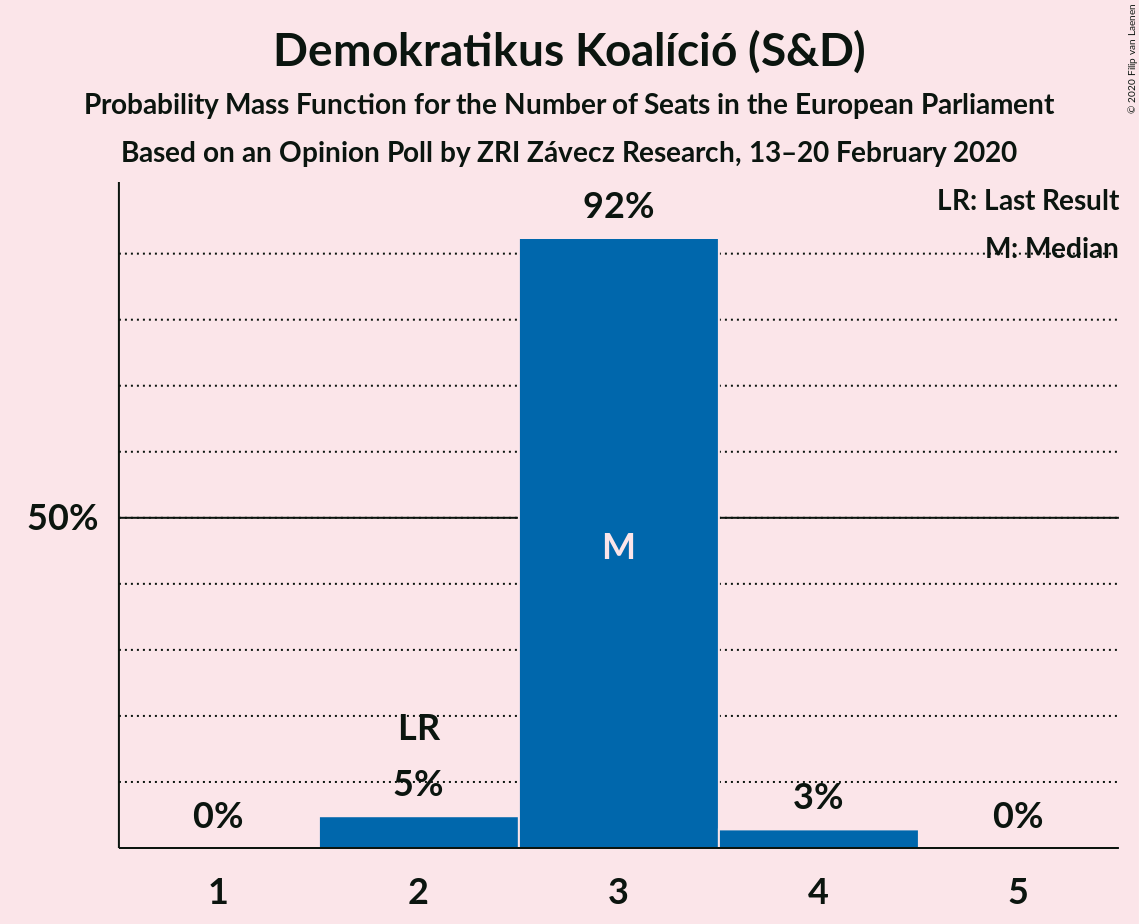 Demokratikus Koalíció (S&D)
Probability Mass Function for the Number of Seats in the European Parliament
Based on an Opinion Poll by ZRI Závecz Research, 13–20 February 2020
© 2020 Filip van Laenen
LR: Last Result
M: Median
92%
50%
M
LR
5%
3%
0%
0%
1 2 3 4 5